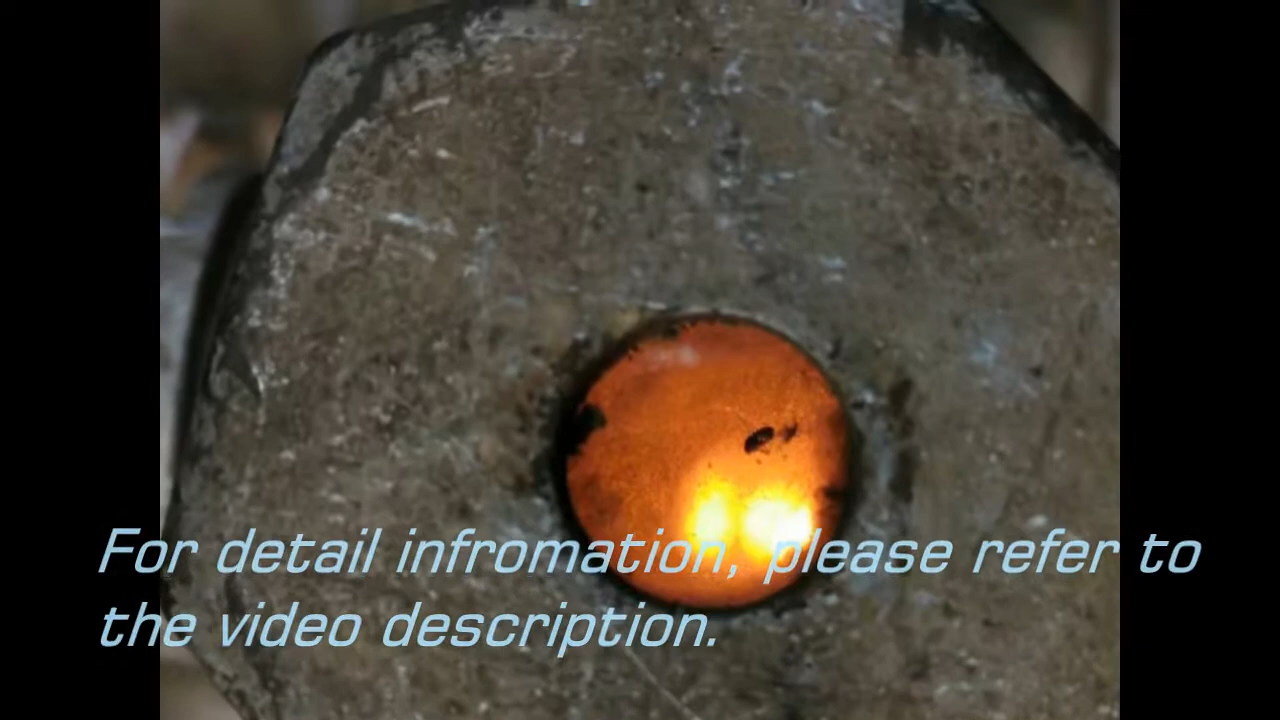 For detail infromation, please refer to
the video description.